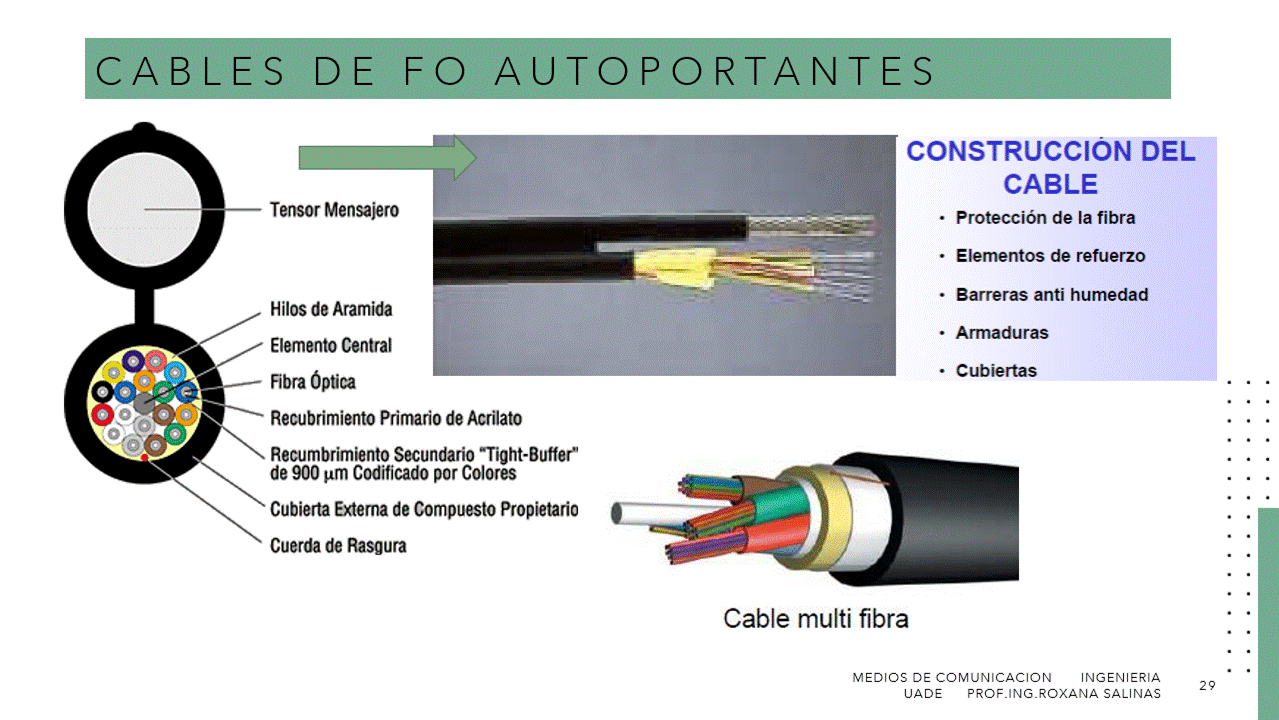 CABLES DE FO AUTOPORTANTES
Tensor Mensajero
Hilos de Aramida
Elemento Central
Fibra Óptica
Recubrimiento Primario de Acrilato
Recumbrimiento Secundario “Tight-Buffer”
de 900 µm Codificado por Colores
Cubierta Externa de Compuesto Propietario
Cuerda de Rasgura
CONSTRUCCIÓN DEL
CABLE
• Protección de la fibra
• Elementos de refuerzo
• Barreras anti humedad
• Armaduras
• Cubiertas
Cable multi fibra
MEDIOS DE COMUNICACION INGENIERIA
UADE PROF.ING.ROXANA SALINAS
29